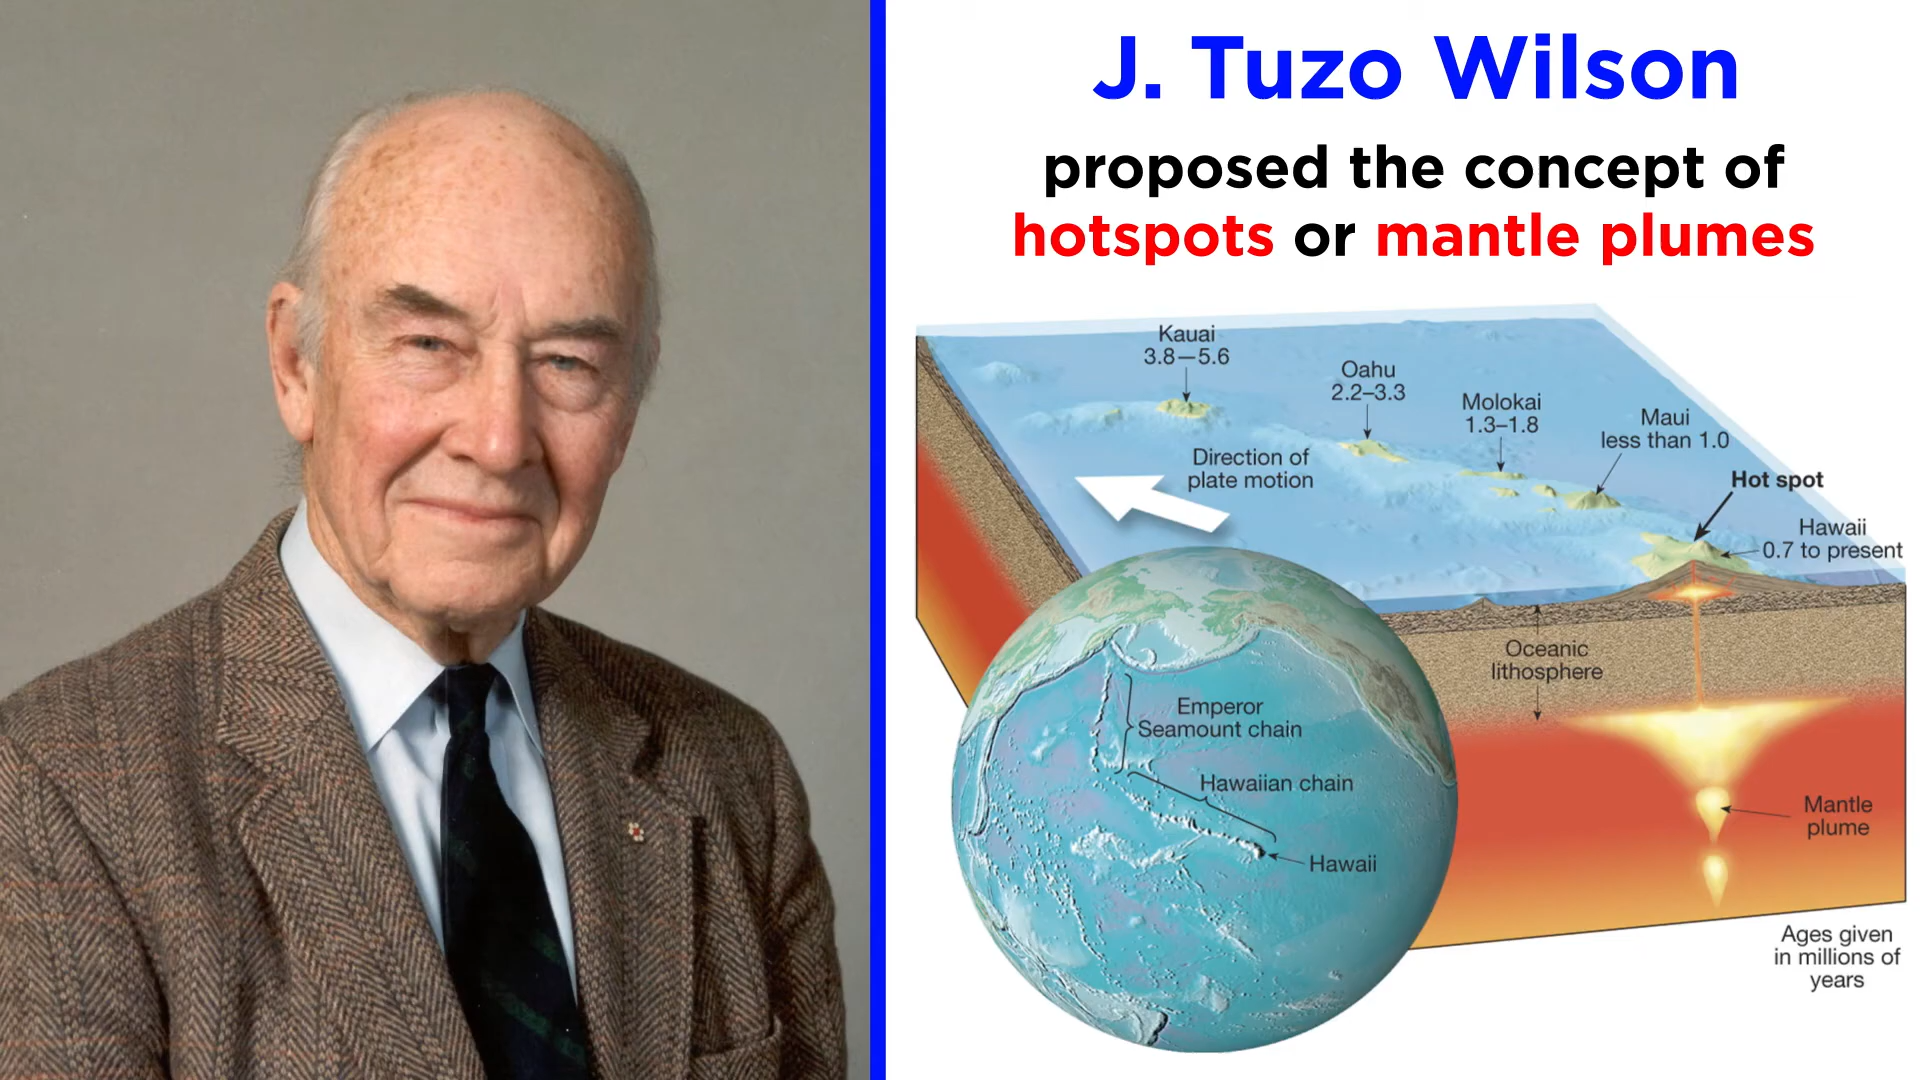 J. Tuzo Wilson
proposed the concept of
hotspots or mantle plumes
Kauai
3.8–5.6
Oahu
2.2–3.3
Molokai
1.3–1.8
Maui
less than 1.0
Direction of
plate motion
Hot spot
Hawaii
0.7 to present
Oceanic
lithosphere
Emperor
Seamount chain
Hawaiian chain
Hawaii
Mantle
plume
Ages given
in millions of
years